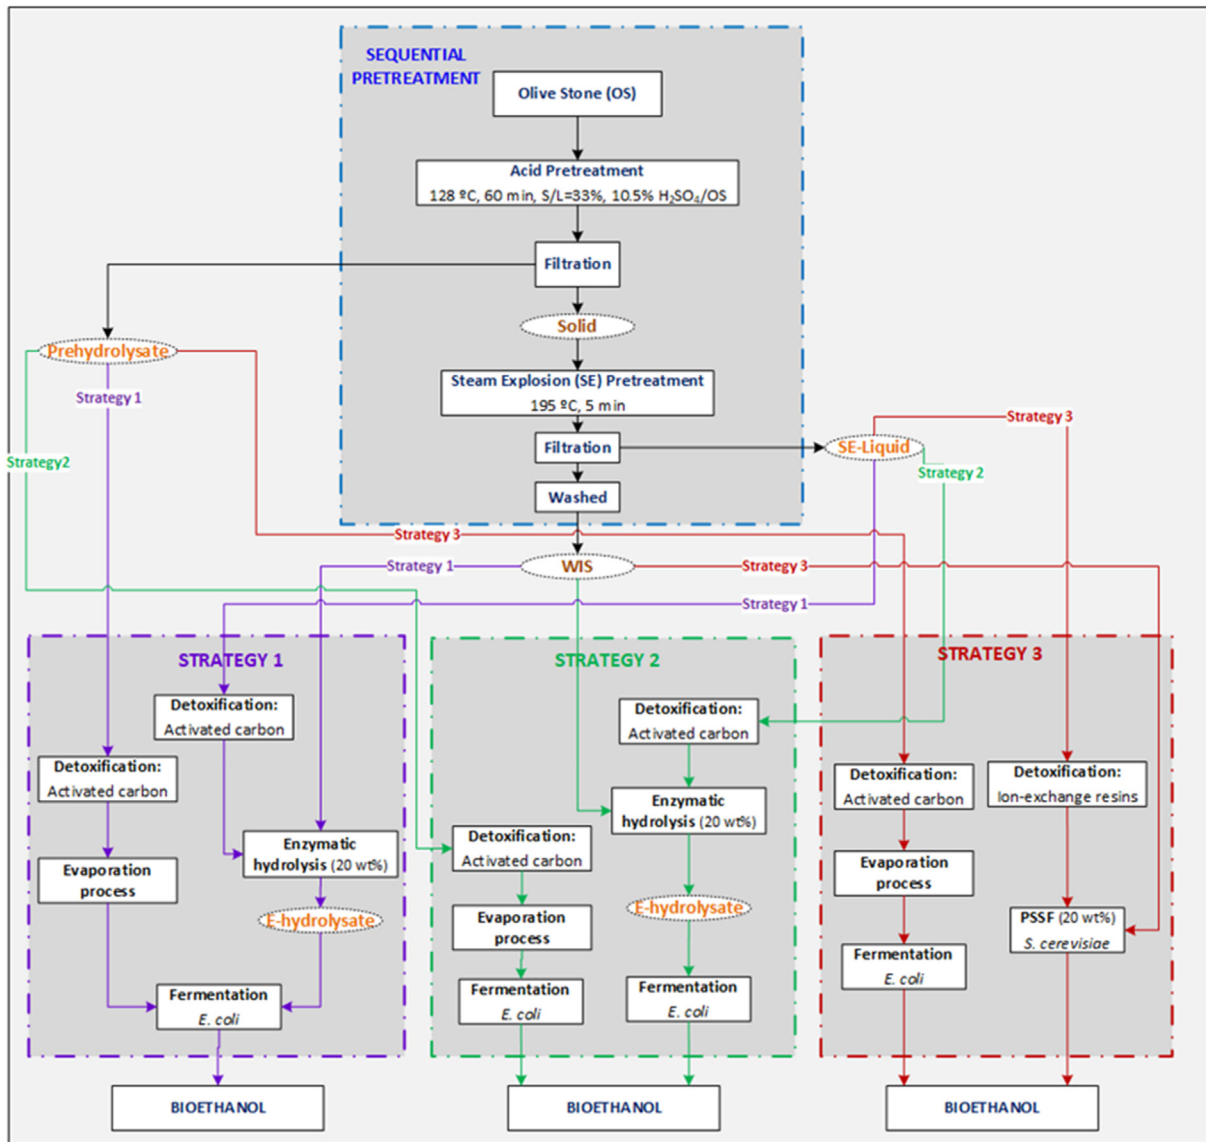 SEQUENTIAL
PRETREATMENT
Olive Stone (OS)
Acid Pretreatment
128 ºC, 60 min, S/L=33%, 10.5% H₂SO₄/OS
Filtration
Solid
Prehydrolysate
Steam Explosion (SE) Pretreatment
195 ºC, 5 min
Strategy 1
Strategy 3
Filtration
SE-Liquid
Strategy2
Strategy 2
Washed
Strategy 3
Strategy 1
WIS
Strategy 3
Strategy 1
STRATEGY 1
Detoxification:
Activated carbon
Detoxification:
Activated carbon
Enzymatic
hydrolysis (20 wt%)
Evaporation
process
E-hydrolysate
Fermentation
E. coli
BIOETHANOL
STRATEGY 2
Detoxification:
Activated carbon
Enzymatic
hydrolysis (20 wt%)
Detoxification:
Activated carbon
E-hydrolysate
Evaporation
process
Fermentation
E. coli
Fermentation
E. coli
BIOETHANOL
STRATEGY 3
Detoxification:
Activated carbon
Detoxification:
Ion-exchange resins
Evaporation
process
PSSF (20 wt%)
S. cerevisiae
Fermentation
E. coli
BIOETHANOL